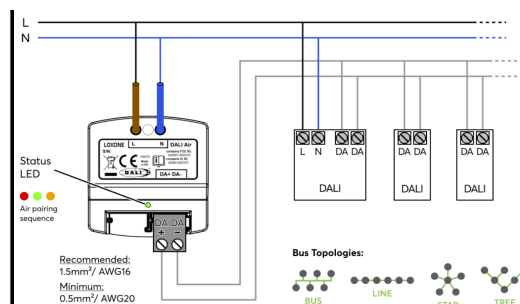 L
N
LOXONE L N DALI Air
S/N:
DALI DA+ DA-
Status
LED
Air pairing
sequence
DA DA
+ -
L N DA DA
DALI
DA DA
DALI
DA DA
DALI
Recommended:
1.5mm²/ AWG16
Minimum:
0.5mm²/ AWG20
Bus Topologies:
BUS
LINE
STAR
TREE